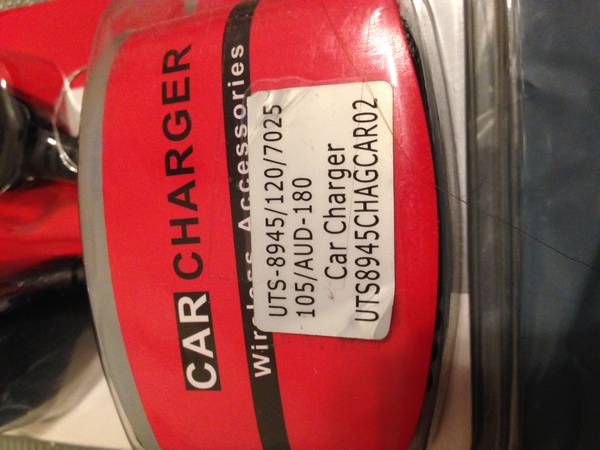 CAR CHARGER
Wireless Accessories
UTS-8945/120/7025
105/AUD-180
Car Charger
UTS8945CHAGCAR02